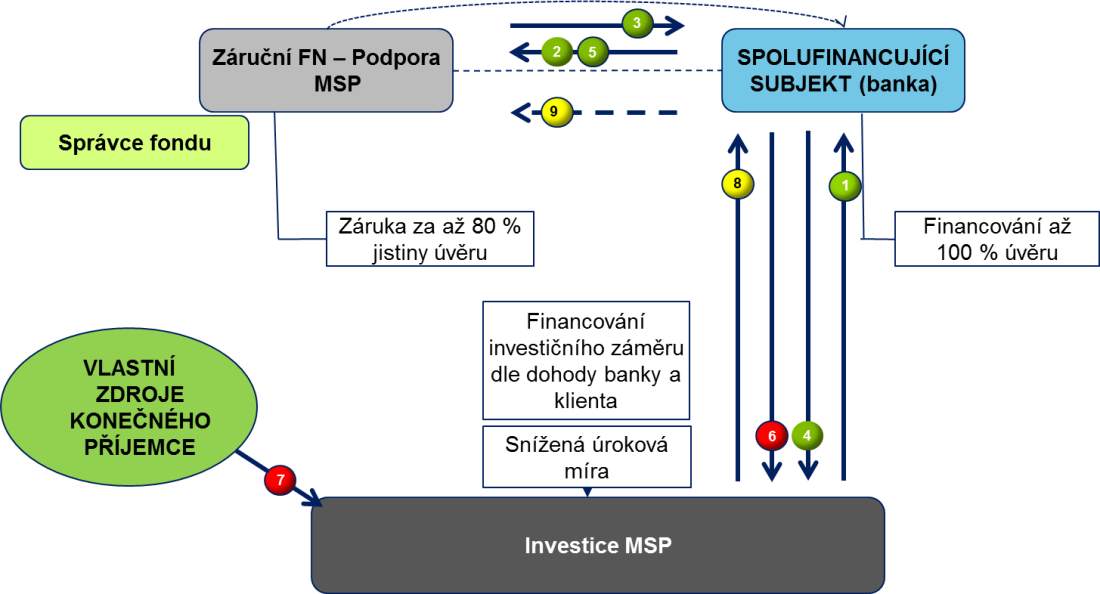 3
Záruční FN – Podpora
MSP
2
5
SPOLUFINANCUJÍCÍ
SUBJEKT (banka)
9
Správce fondu
8
1
Záruka za až 80 %
jistiny úvěru
Financování až
100 % úvěru
Financování
investičního záměru
dle dohody banky a
klienta
VLASTNÍ
ZDROJE
KONEČNÉHO
PŘÍJEMCE
6
4
Snížená úroková
míra
7
Investice MSP